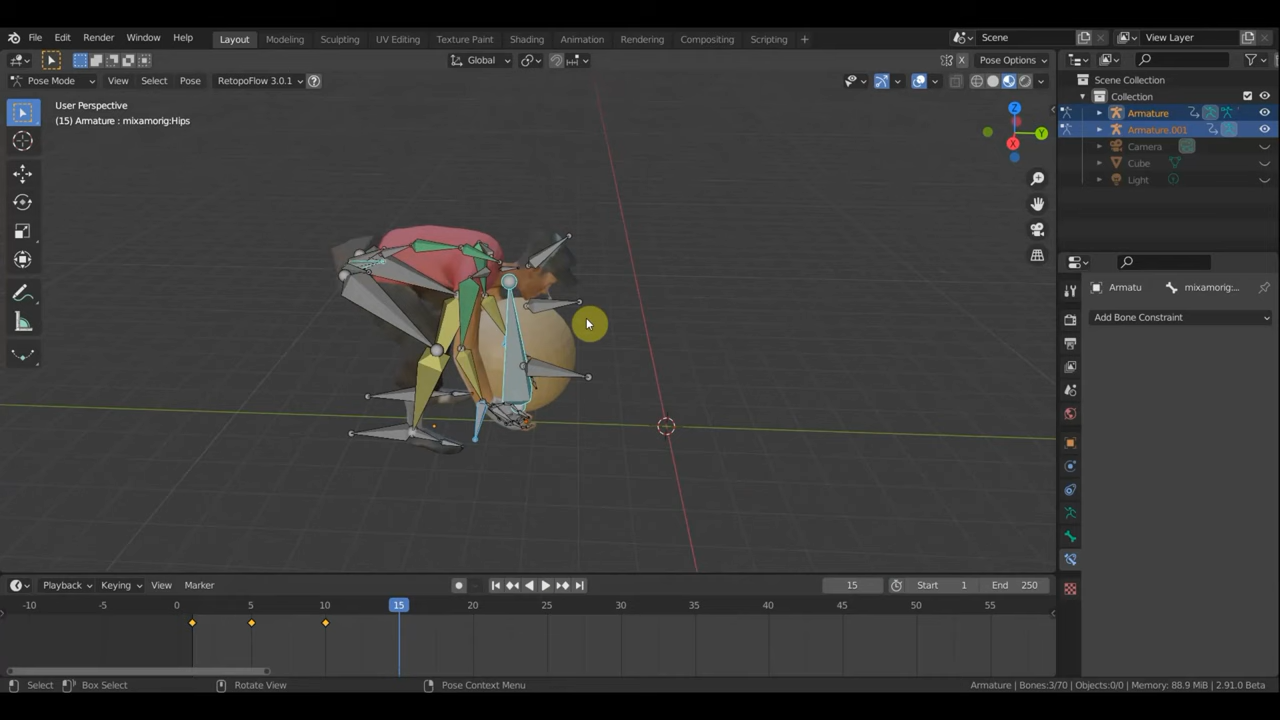 File Edit Render Window Help Layout Modeling Sculpting UV Editing Texture Paint Shading Animation Rendering Compositing Scripting + Scene View Layer
Global Pose Options
Pose Mode View Select Pose RetopoFlow 3.0.1 ?
User Perspective
(15) Armature : mixamorig:Hips
Z
Y
X
Scene Collection
Collection
Armature
Armature.001
Camera
Cube
Light
Armatu mixamorig:...
Add Bone Constraint
Playback Keying View Marker 15 Start 1 End 250
-10 -5 0 5 10 15 20 25 30 35 40 45 50 55
Select Box Select Rotate View Pose Context Menu Armature | Bones:3/70 | Objects:0/0 | Memory: 88.9 MiB | 2.91.0 Beta